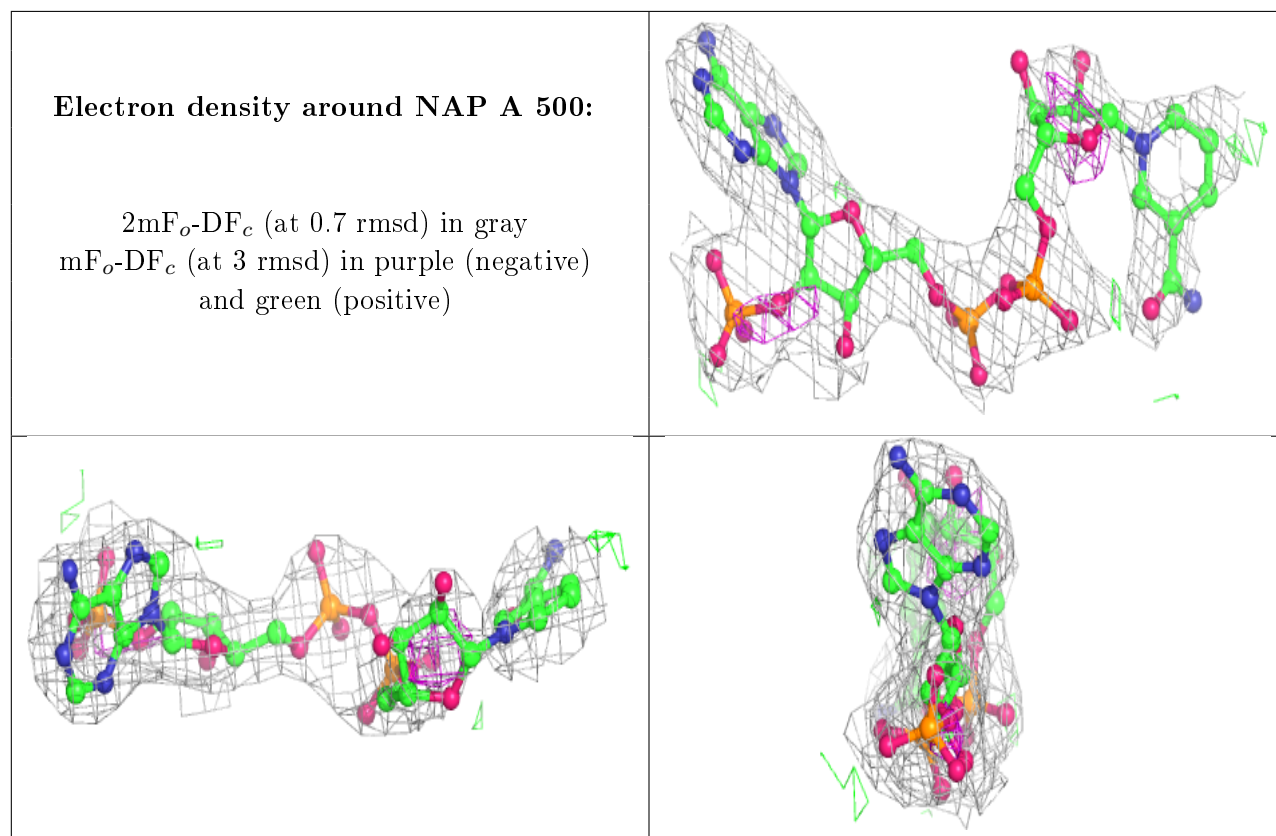 Electron density around NAP A 500:
2mFₒ-DF𝒸 (at 0.7 rmsd) in gray
mFₒ-DF𝒸 (at 3 rmsd) in purple (negative)
and green (positive)